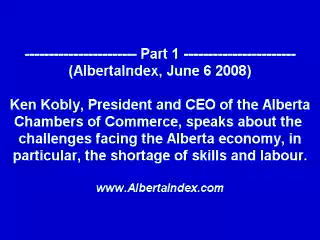 ----------------------- Part 1 -----------------------
(AlbertaIndex, June 6 2008)
Ken Kobly, President and CEO of the Alberta
Chambers of Commerce, speaks about the
challenges facing the Alberta economy, in
particular, the shortage of skills and labour.
www.AlbertaIndex.com